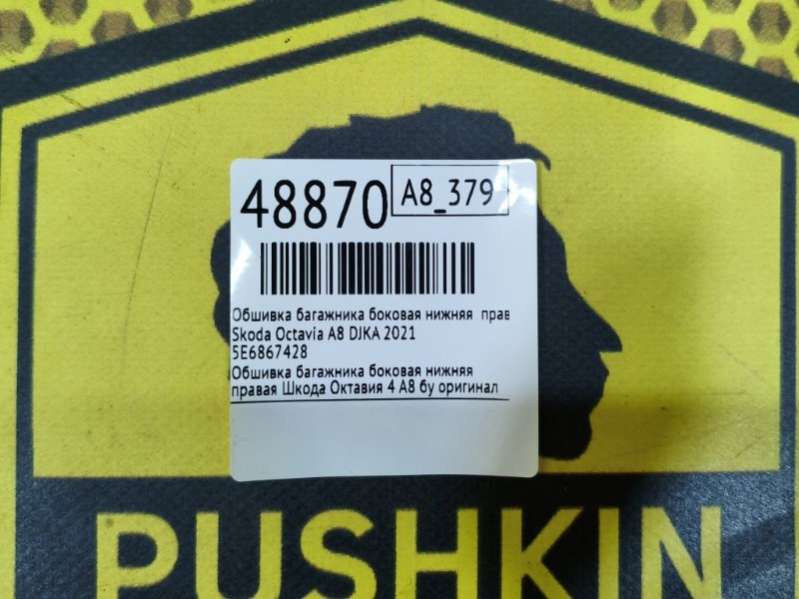 48870
A8_379
Обшивка багажника боковая нижняя прав
Skoda Octavia A8 DJKA 2021
5E6867428
Обшивка багажника боковая нижняя
правая Шкода Октавия 4 А8 бу оригинал
PUSHKIN